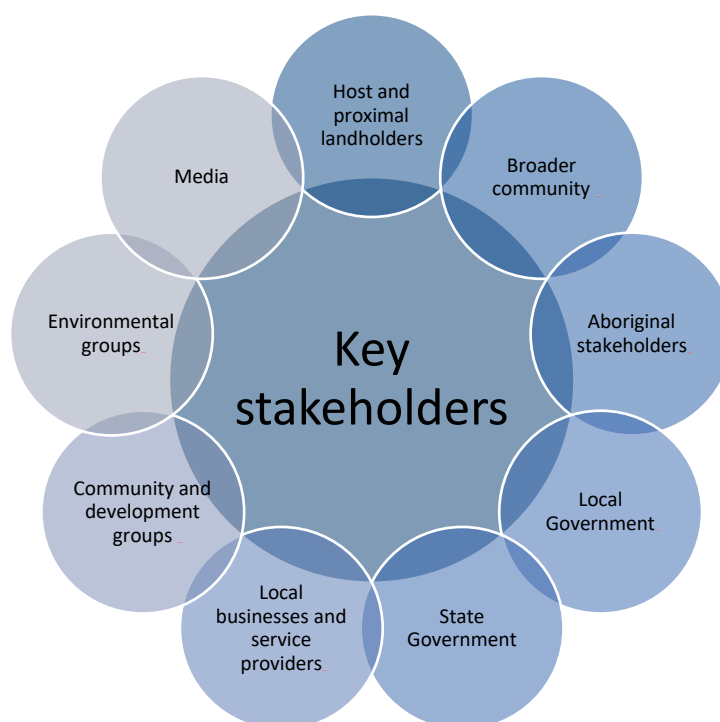 Host and
proximal
landholders
Broader
community
Aboriginal
stakeholders
Local
Government
State
Government
Local
businesses and
service
providers
Community and
development
groups
Environmental
groups
Media
Key
stakeholders